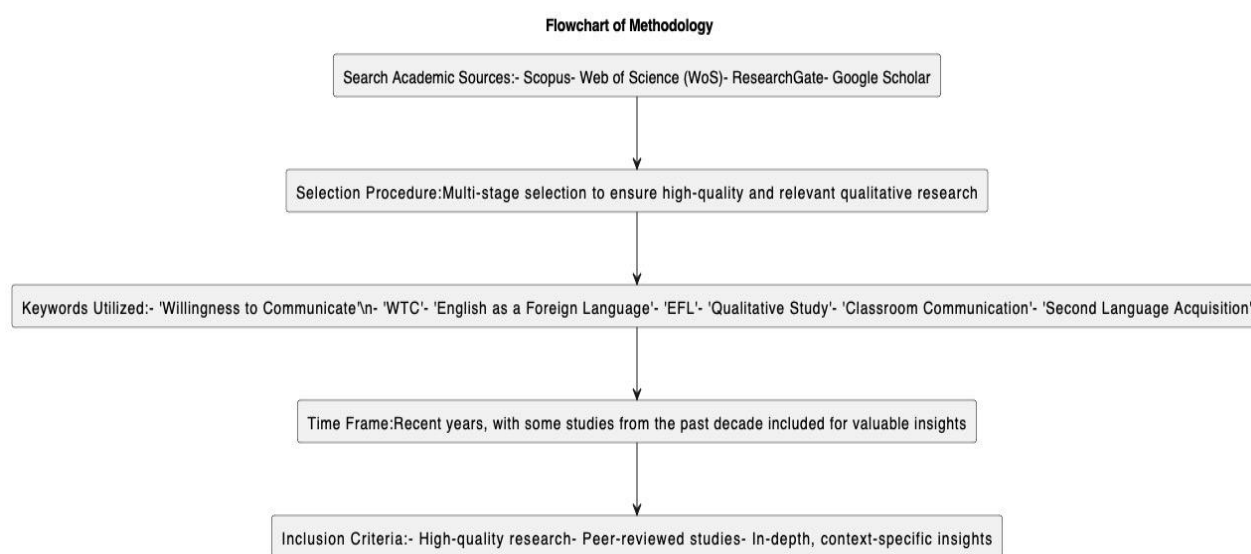 Flowchart of Methodology
Search Academic Sources:- Scopus- Web of Science (WoS)- ResearchGate- Google Scholar
Selection Procedure:Multi-stage selection to ensure high-quality and relevant qualitative research
Keywords Utilized:- 'Willingness to Communicate'\n- 'WTC'- 'English as a Foreign Language'- 'EFL'- 'Qualitative Study'- 'Classroom Communication'- 'Second Language Acquisition'
Time Frame:Recent years, with some studies from the past decade included for valuable insights
Inclusion Criteria:- High-quality research- Peer-reviewed studies- In-depth, context-specific insights